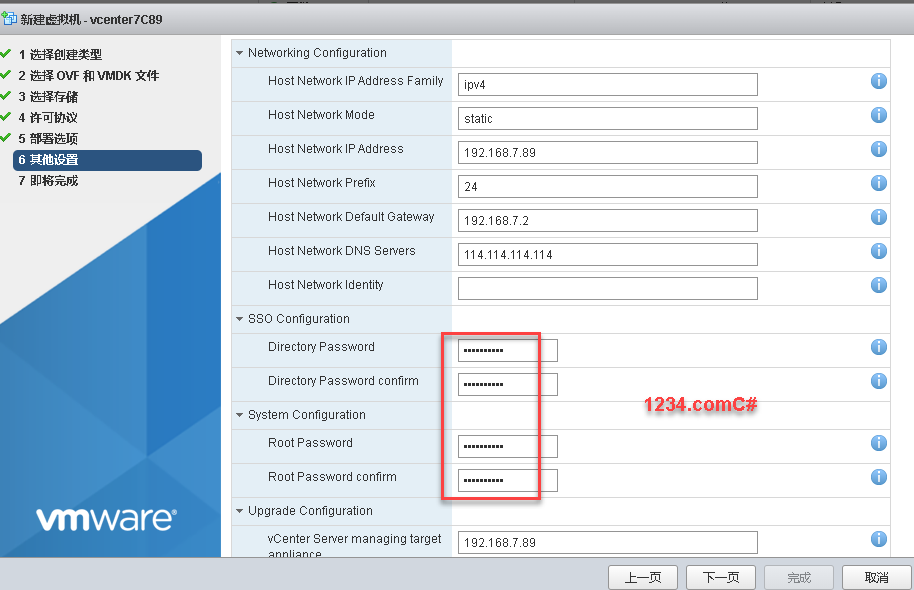 新建虚拟机 - vcenter7C89
1 选择创建类型
2 选择 OVF 和 VMDK 文件
3 选择存储
4 许可协议
5 部署选项
6 其他设置
7 即将完成
vmware®
Networking Configuration
Host Network IP Address Family
ipv4
Host Network Mode
static
Host Network IP Address
192.168.7.89
Host Network Prefix
24
Host Network Default Gateway
192.168.7.2
Host Network DNS Servers
114.114.114.114
Host Network Identity
SSO Configuration
Directory Password
••••••••••
Directory Password confirm
••••••••••
1234.comC#
System Configuration
Root Password
••••••••••
Root Password confirm
••••••••••
Upgrade Configuration
vCenter Server managing target
appliance
192.168.7.89
上一页
下一页
完成
取消